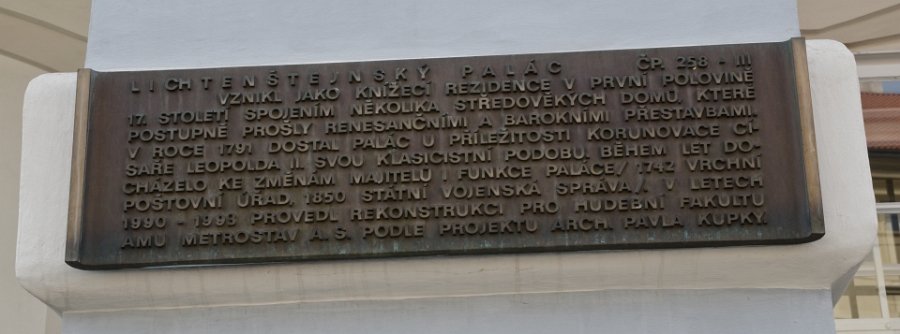 LICHTENŠTEJNSKÝ PALÁC ČP. 258 - III
VZNIKL JAKO KNÍŽECÍ REZIDENCE V PRVNÍ POLOVINĚ
17. STOLETÍ SPOJENÍM NĚKOLIKA STŘEDOVĚKÝCH DOMŮ, KTERÉ
POSTUPNĚ PROŠLY RENESANČNÍMI A BAROKNÍMI PŘESTAVBAMI.
V ROCE 1791 DOSTAL PALÁC U PŘÍLEŽITOSTI KORUNOVACE CÍ-
SAŘE LEOPOLDA II. SVOU KLASICISTNÍ PODOBU. BĚHEM LET DO-
CHÁZELO KE ZMĚNÁM MAJITELŮ I FUNKCE PALÁCE/ 1742 VRCHNÍ
POŠTOVNÍ ÚŘAD, 1850 STÁTNÍ VOJENSKÁ SPRÁVA/. V LETECH
1990 - 1993 PROVEDL REKONSTRUKCI PRO HUDEBNÍ FAKULTU
AMU METROSTAV A. S. PODLE PROJEKTU ARCH. PAVLA KUPKY.